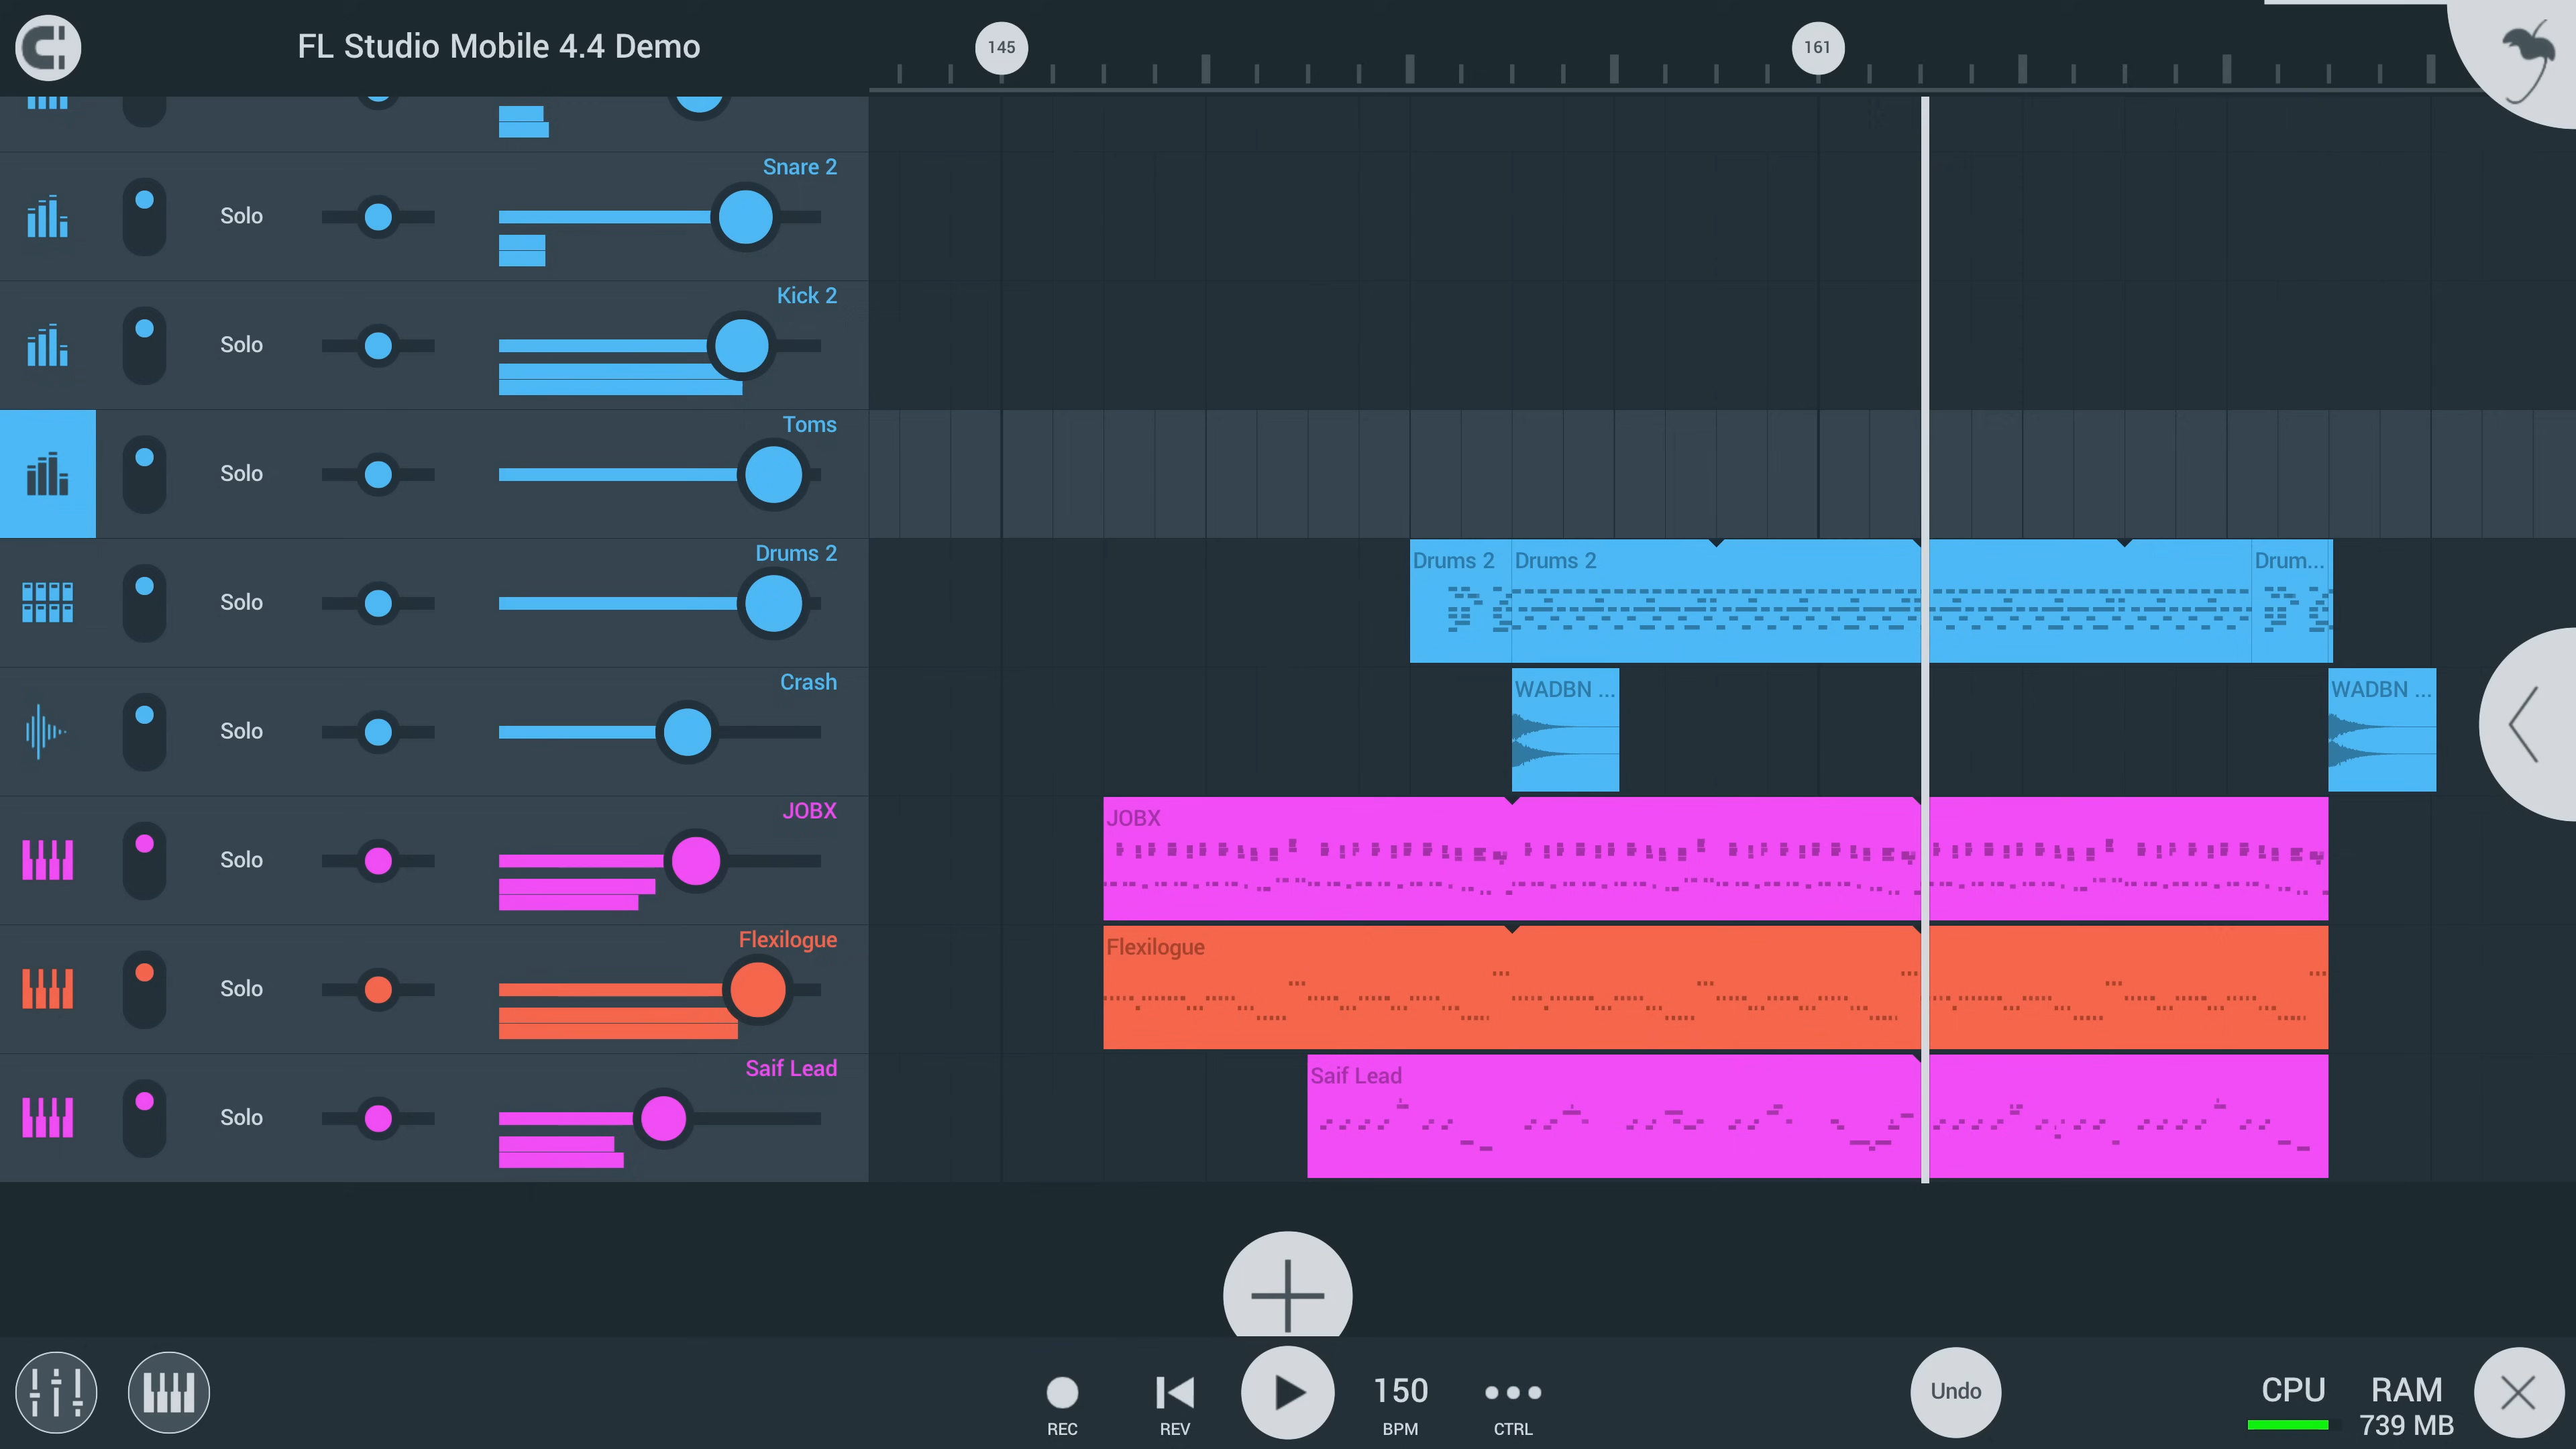 FL Studio Mobile 4.4 Demo
145
161
Snare 2
Solo
Kick 2
Solo
Toms
Solo
Drums 2
Solo
Drums 2
Drums 2
Drum...
Crash
Solo
WADBN ...
WADBN ...
JOBX
Solo
JOBX
Flexilogue
Solo
Flexilogue
Saif Lead
Solo
Saif Lead
REC
REV
150
BPM
CTRL
Undo
CPU
RAM
739 MB